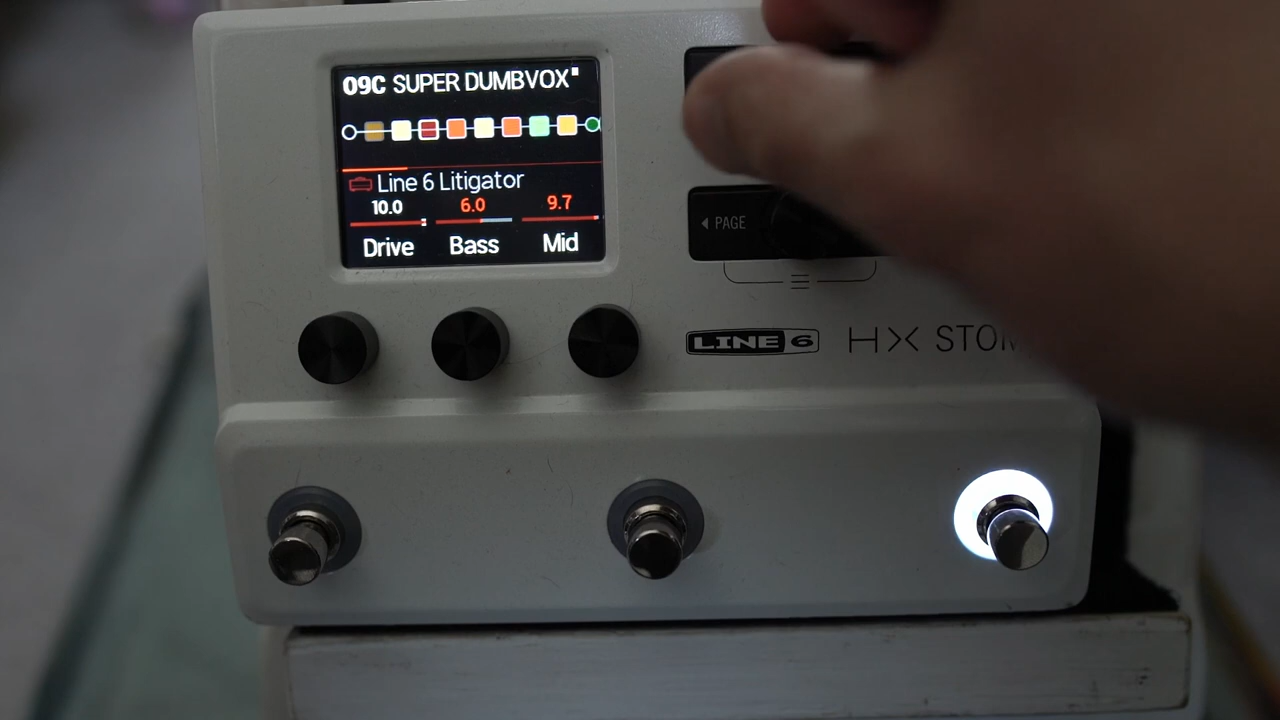 09C SUPER DUMBVOX
Line 6 Litigator
10.0 6.0 9.7
Drive Bass Mid
PAGE
LINE 6 HX STOM